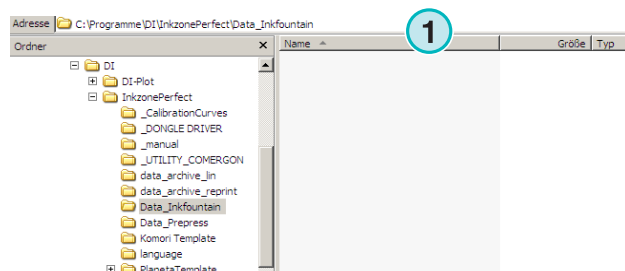 Adresse C:\Programme\DI\InkzonePerfect\Data_Inkfountain
1
Ordner × Name Größe Typ
DI
DI-Plot
InkzonePerfect
_CalibrationCurves
_DONGLE DRIVER
_manual
_UTILITY_COMERGON
data_archive_lin
data_archive_reprint
Data_Inkfountain
Data_Prepress
Komori Template
language
PlanetaTemplate